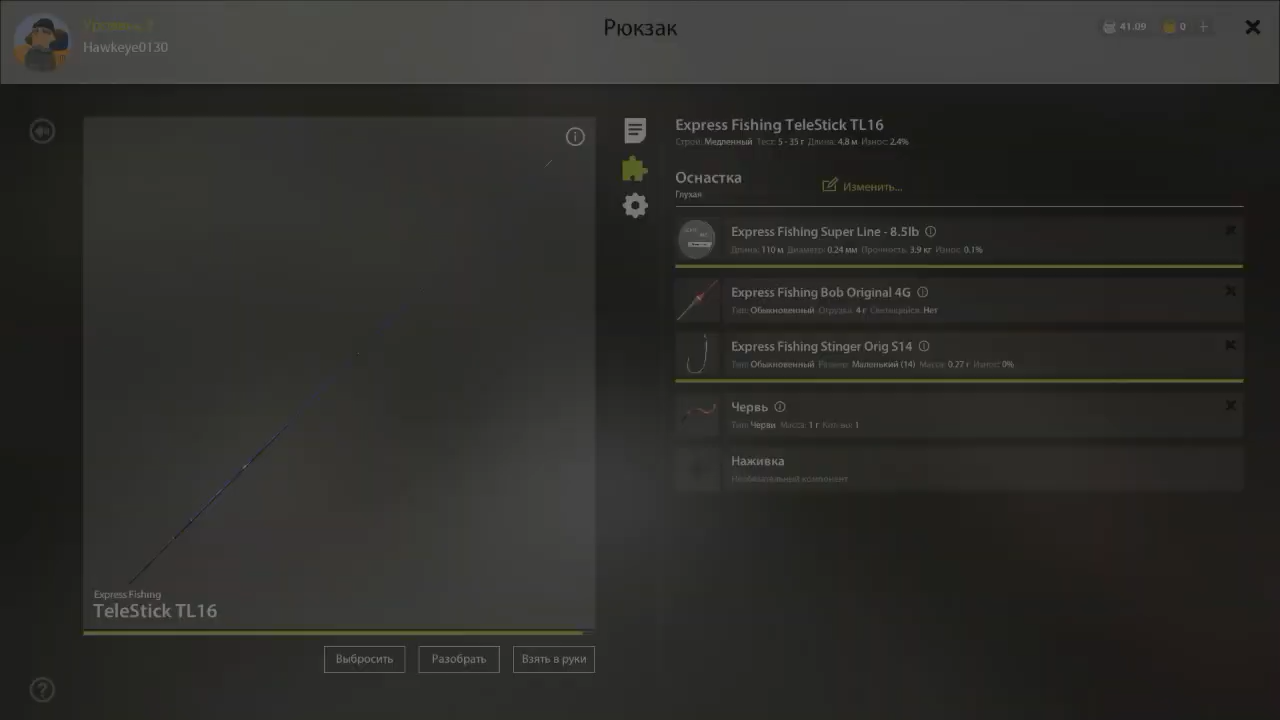 Hawkeye0130
Рюкзак
41.09
0
Express Fishing TeleStick TL16
Строй: Медленный Тест: 5 - 35 г Длина: 4.8 м Износ: 2.4%
Оснастка
Глухая
Изменить...
Express Fishing Super Line - 8.5lb
Длина: 110 м Диаметр: 0.24 мм Прочность: 3.9 кг Износ: 0.1%
Express Fishing Bob Original 4G
Тип: Обыкновенный Огрузка: 4 г Светящийся: Нет
Express Fishing Stinger Orig S14
Тип: Обыкновенный Размер: Маленький (14) Масса: 0.27 г Износ: 0%
Червь
Тип: Черви Масса: 1 г Кол-во: 1
Наживка
Необязательный компонент
Express Fishing
TeleStick TL16
Выбросить
Разобрать
Взять в руки